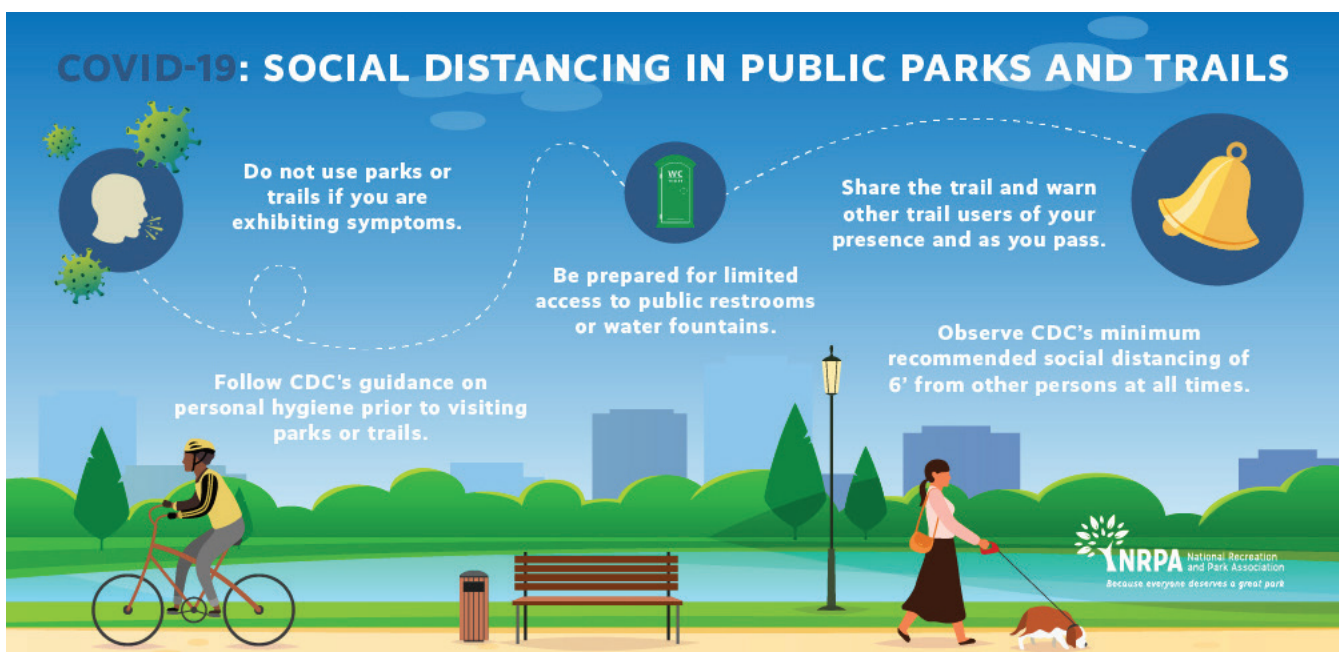 COVID-19: SOCIAL DISTANCING IN PUBLIC PARKS AND TRAILS
Do not use parks or
trails if you are
exhibiting symptoms.
Follow CDC's guidance on
personal hygiene prior to visiting
parks or trails.
WC
Be prepared for limited
access to public restrooms
or water fountains.
Share the trail and warn
other trail users of your
presence and as you pass.
Observe CDC's minimum
recommended social distancing of
6' from other persons at all times.
NRPA National Recreation
and Park Association
Because everyone deserves a great park